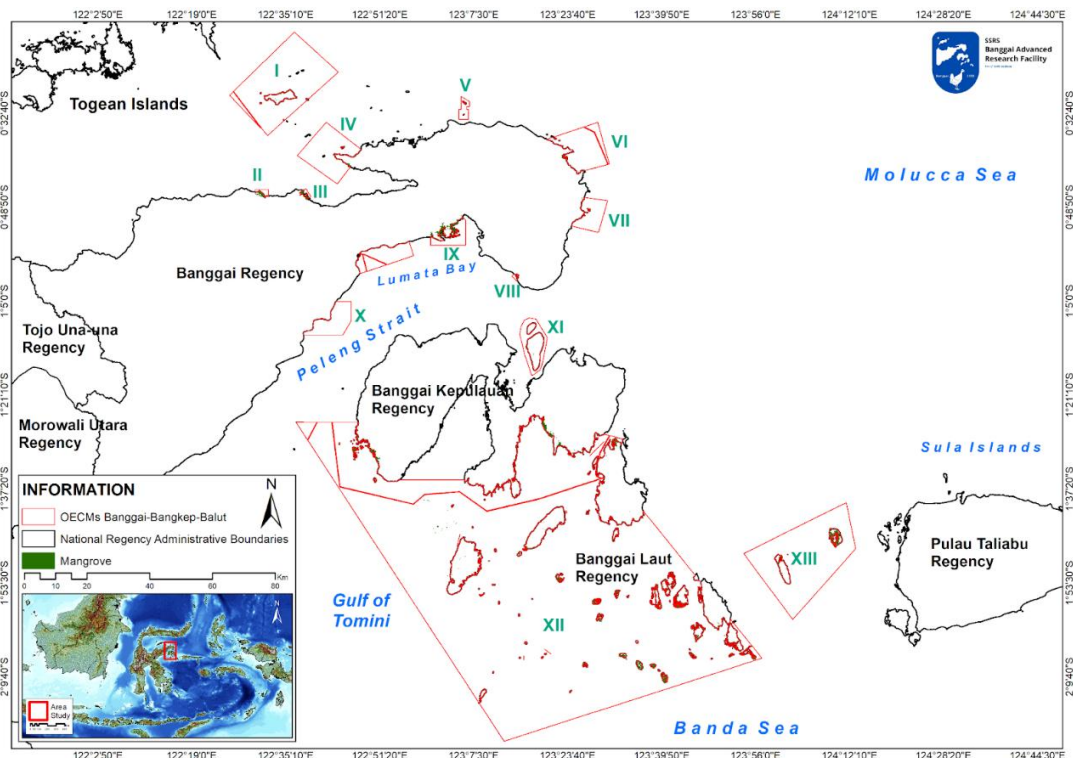 122°2'50"E 122°19'0"E 122°35'10"E 122°51'20"E 123°7'30"E 123°23'40"E 123°39'50"E 123°56'0"E 124°12'10"E 124°28'20"E 124°44'30"E
SSRS
Banggai Advanced
Research Facility
I
V
Togean Islands
0°32'40"S
0°32'40"S
IV
VI
Molucca Sea
II
III
0°48'50"S
0°48'50"S
VII
IX
Banggai Regency
Lumata Bay
VIII
1°5'0"S
1°5'0"S
X
Peleng Strait
XI
Tojo Una-una
Regency
Banggai Kepulauan
Regency
1°21'10"S
1°21'10"S
Morowali Utara
Regency
Sula Islands
1°37'20"S
1°37'20"S
INFORMATION
N
OECMs Banggai-Bangkep-Balut
National Regency Administrative Boundaries
Mangrove
0 5 10 20 40 60 80
Km
Banggai Laut
Regency
XIII
Pulau Taliabu
Regency
1°53'30"S
1°53'30"S
Gulf of
Tomini
XII
N
2°9'40"S
2°9'40"S
Area
Study
Banda Sea
122°2'50"E 122°19'0"E 122°35'10"E 122°51'20"E 123°7'30"E 123°23'40"E 123°39'50"E 123°56'0"E 124°12'10"E 124°28'20"E 124°44'30"E